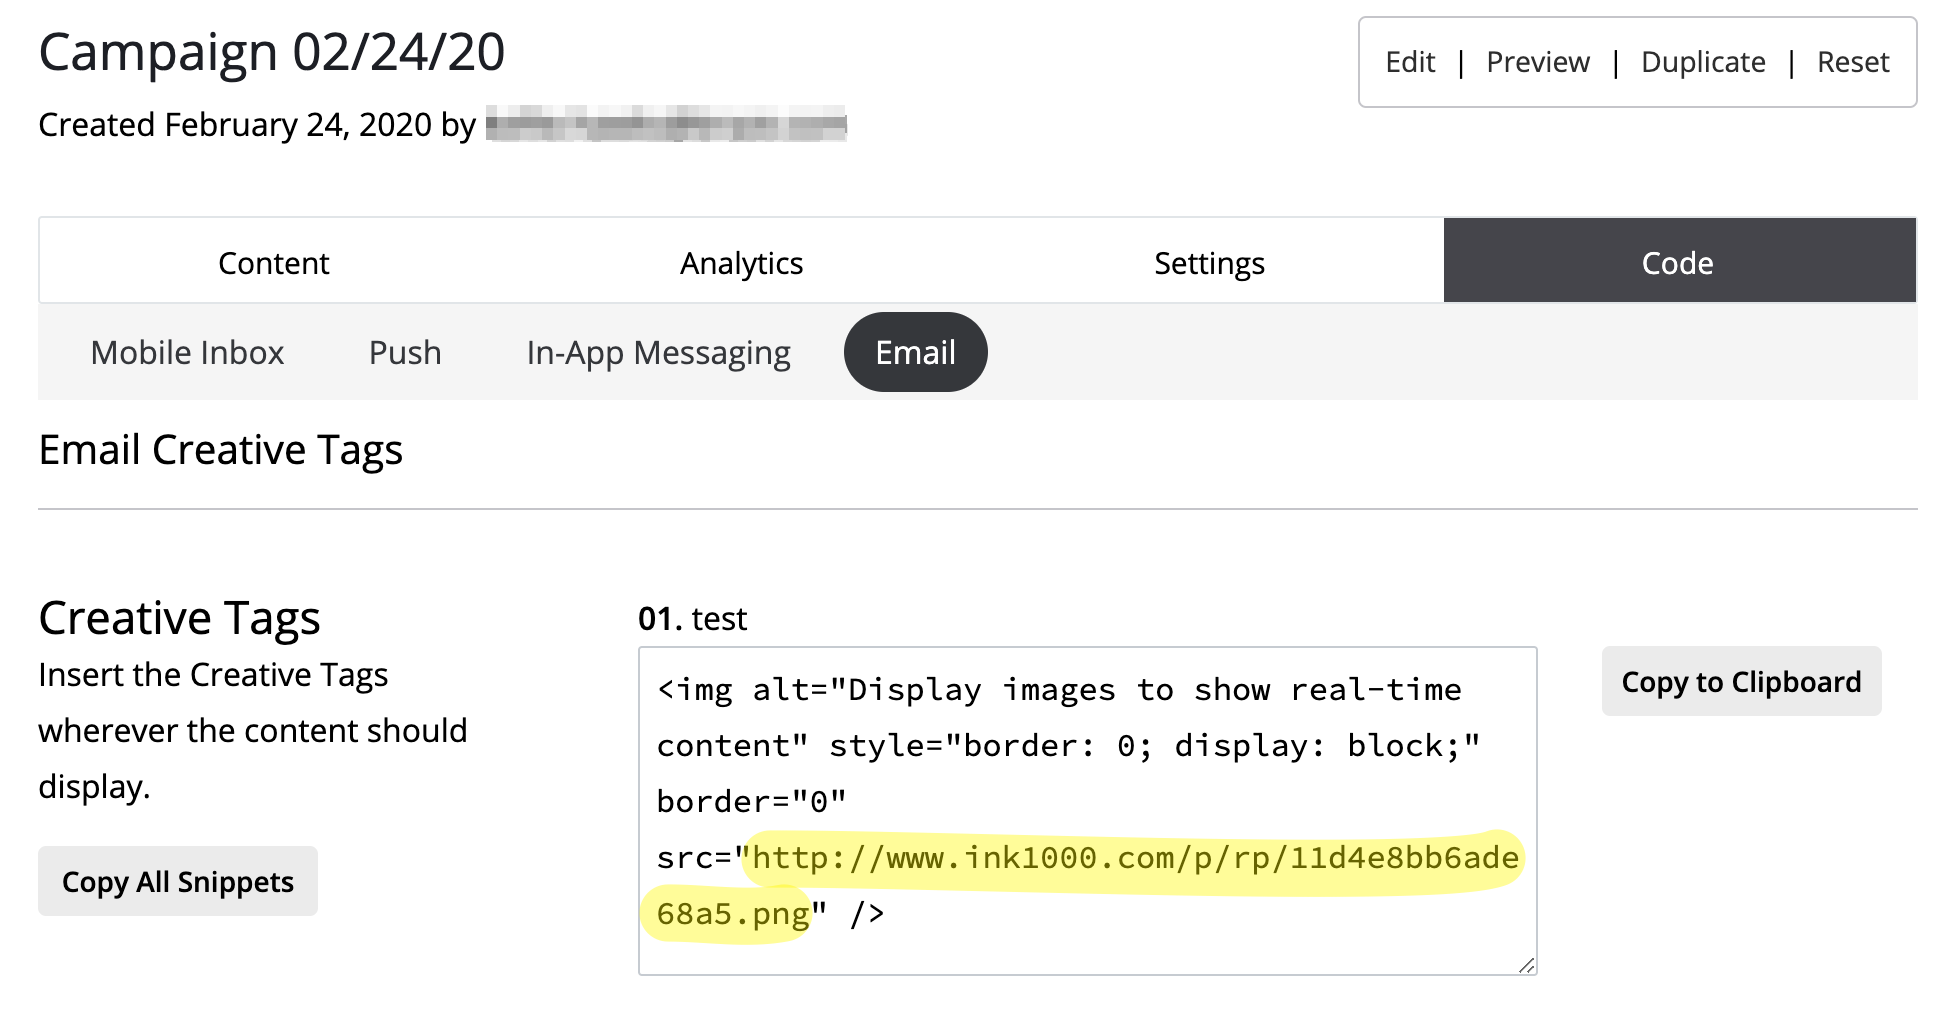 Campaign 02/24/20
Edit | Preview | Duplicate | Reset
Created February 24, 2020 by
Content Analytics Settings Code
Mobile Inbox Push In-App Messaging Email
Email Creative Tags
Creative Tags
Insert the Creative Tags
wherever the content should
display.
Copy All Snippets
01. test
<img alt="Display images to show real-time
content" style="border: 0; display: block;"
border="0"
src="http://www.ink1000.com/p/rp/11d4e8bb6ade
68a5.png" />
Copy to Clipboard